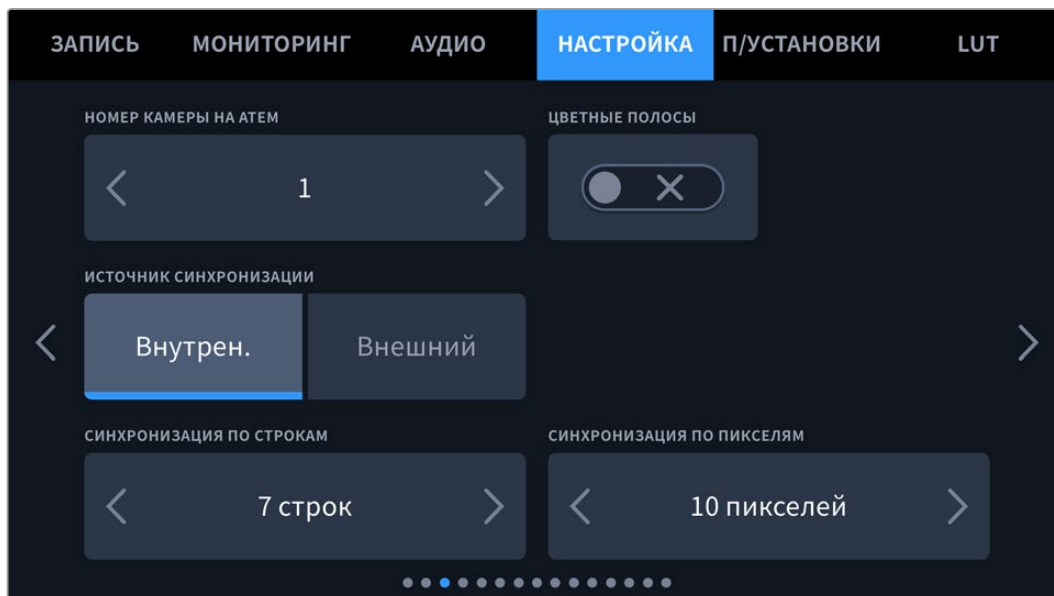 ЗАПИСЬ МОНИТОРИНГ АУДИО НАСТРОЙКА П/УСТАНОВКИ LUT
НОМЕР КАМЕРЫ НА ATEM ЦВЕТНЫЕ ПОЛОСЫ
1
ИСТОЧНИК СИНХРОНИЗАЦИИ
Внутрен. Внешний
СИНХРОНИЗАЦИЯ ПО СТРОКАМ СИНХРОНИЗАЦИЯ ПО ПИКСЕЛЯМ
7 строк 10 пикселей